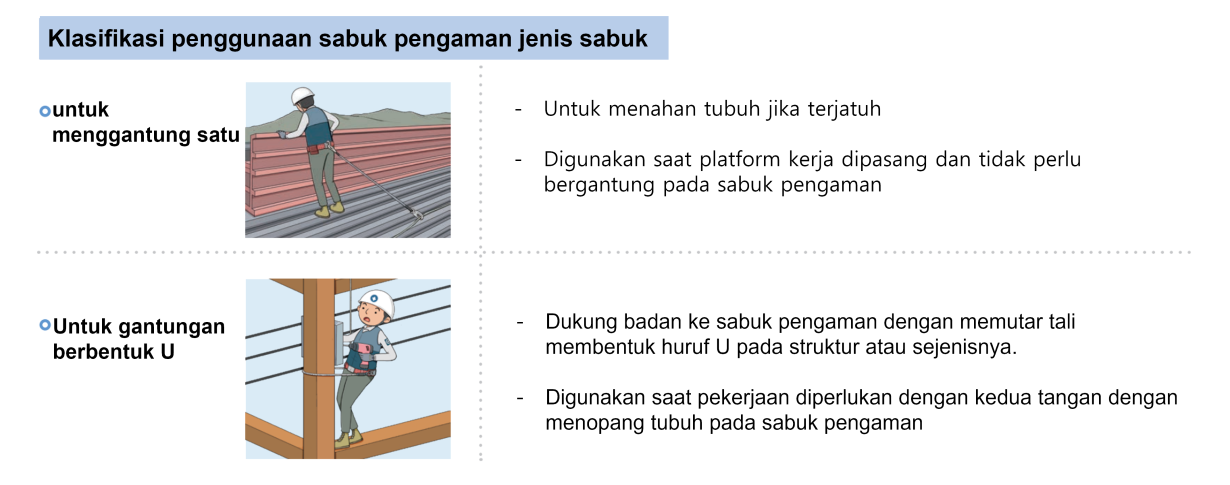 Klasifikasi penggunaan sabuk pengaman jenis sabuk
untuk
menggantung satu
- Untuk menahan tubuh jika terjatuh
- Digunakan saat platform kerja dipasang dan tidak perlu
bergantung pada sabuk pengaman
Untuk gantungan
berbentuk U
- Dukung badan ke sabuk pengaman dengan memutar tali
membentuk huruf U pada struktur atau sejenisnya.
- Digunakan saat pekerjaan diperlukan dengan kedua tangan dengan
menopang tubuh pada sabuk pengaman